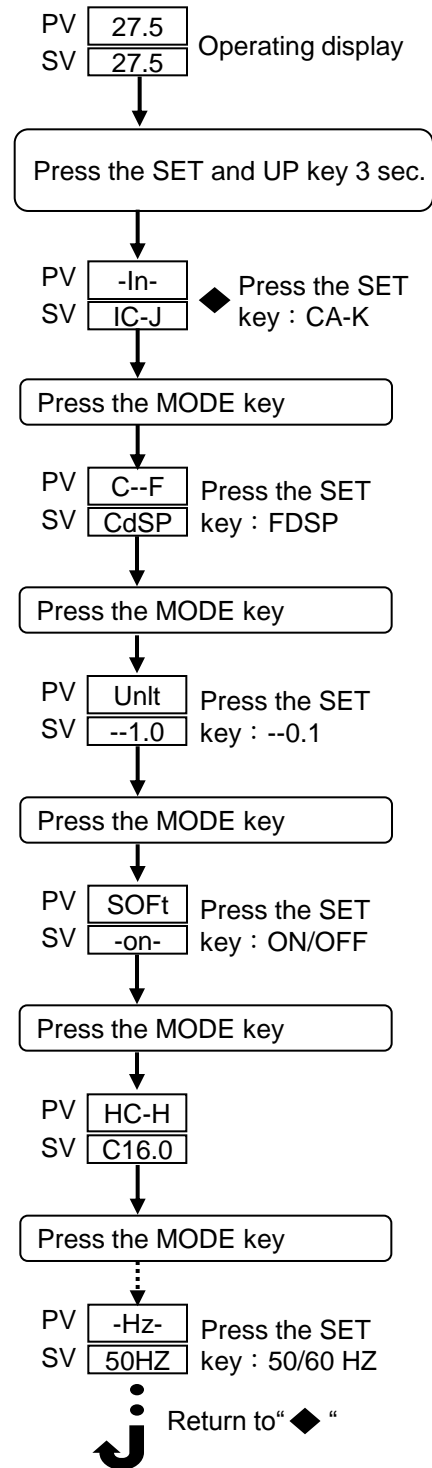 PV 27.5
SV 27.5
Operating display
Press the SET and UP key 3 sec.
PV -In-
SV IC-J
◆ Press the SET
key：CA-K
Press the MODE key
PV C--F
SV CdSP
Press the SET
key：FDSP
Press the MODE key
PV Unlt
SV --1.0
Press the SET
key：--0.1
Press the MODE key
PV SOFt
SV -on-
Press the SET
key：ON/OFF
Press the MODE key
PV HC-H
SV C16.0
Press the MODE key
PV -Hz-
SV 50HZ
Press the SET
key：50/60 HZ
Return to“ ◆ “